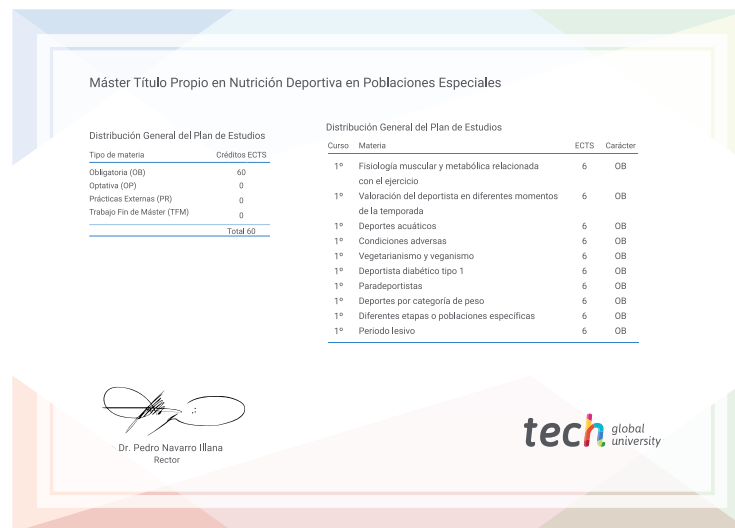 Máster Título Propio en Nutrición Deportiva en Poblaciones Especiales
Distribución General del Plan de Estudios
Tipo de materia Créditos ECTS
Obligatoria (OB) 60
Optativa (OP) 0
Prácticas Externas (PR) 0
Trabajo Fin de Máster (TFM) 0
Total 60
Distribución General del Plan de Estudios
Curso Materia ECTS Carácter
1º Fisiología muscular y metabólica relacionada 6 OB
con el ejercicio
1º Valoración del deportista en diferentes momentos 6 OB
de la temporada
1º Deportes acuáticos 6 OB
1º Condiciones adversas 6 OB
1º Vegetarianismo y veganismo 6 OB
1º Deportista diabético tipo 1 6 OB
1º Paradeportistas 6 OB
1º Deportes por categoría de peso 6 OB
1º Diferentes etapas o poblaciones específicas 6 OB
1º Periodo lesivo 6 OB
Dr. Pedro Navarro Illana
Rector
tech global
university